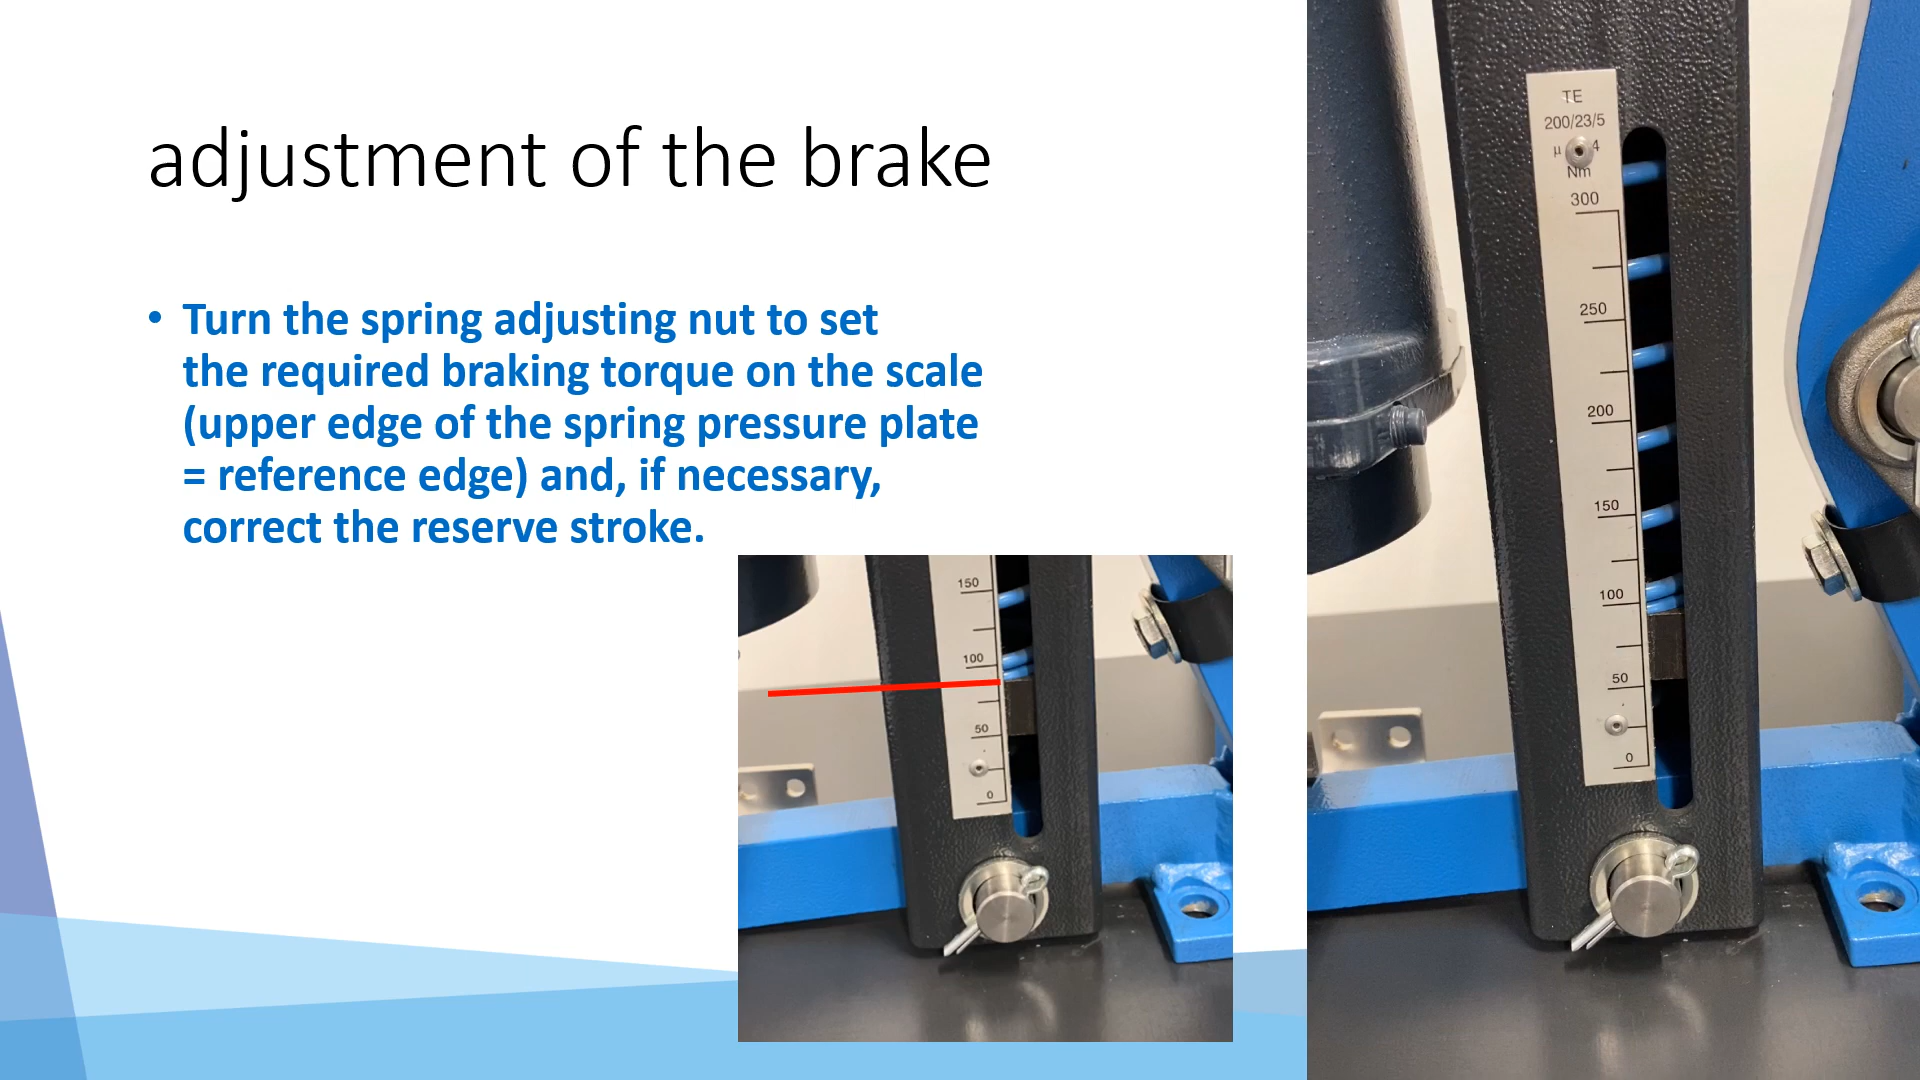 adjustment of the brake
• Turn the spring adjusting nut to set
the required braking torque on the scale
(upper edge of the spring pressure plate
= reference edge) and, if necessary,
correct the reserve stroke.
150
100
50
0
TE
200/23/5
µ 4
Nm
300
250
200
150
100
50
0